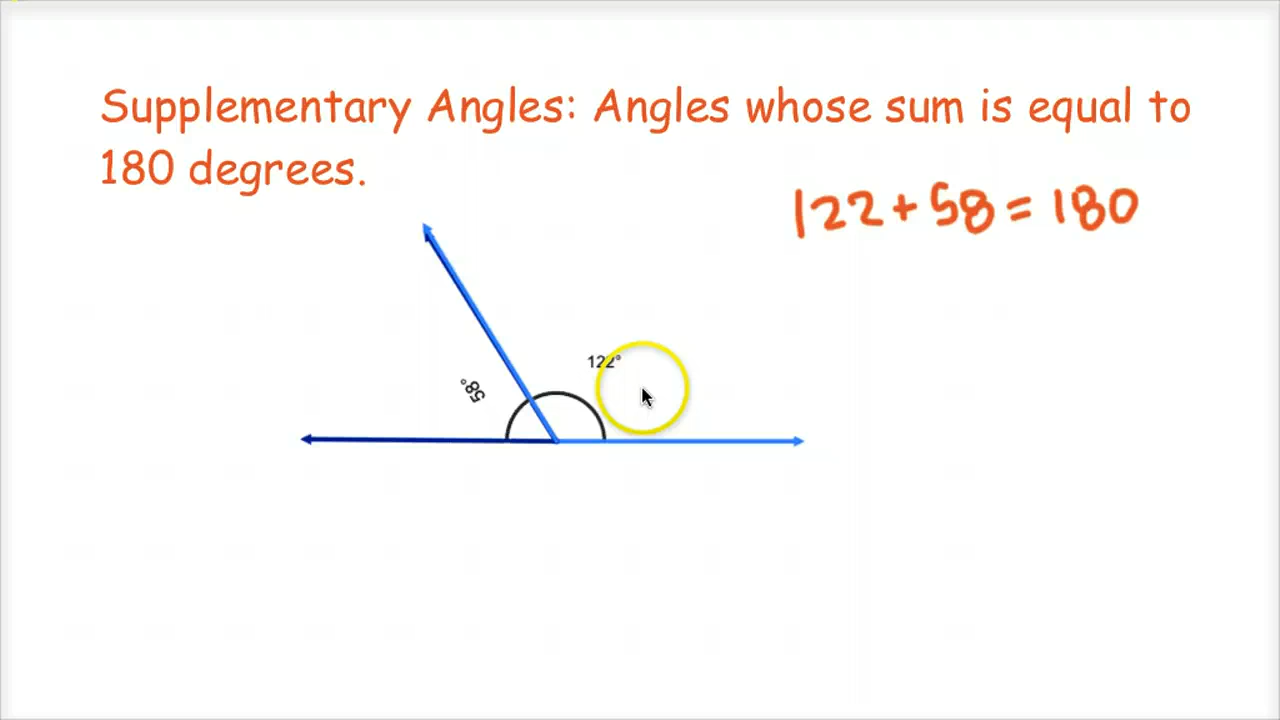 Supplementary Angles: Angles whose sum is equal to
180 degrees.
122 + 58 = 180
122°
58°